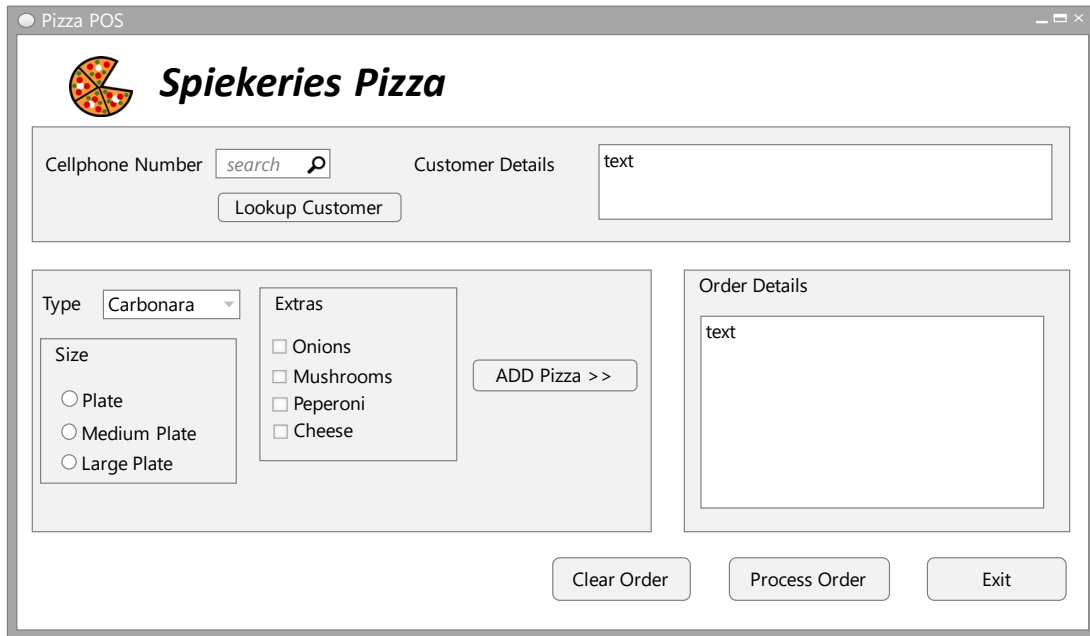 Pizza POS
Spiekeries Pizza
Cellphone Number search Customer Details text
Lookup Customer
Type Carbonara
Extras
Size
Plate
Medium Plate
Large Plate
Onions
Mushrooms
Peperoni
Cheese
ADD Pizza >>
Order Details
text
Clear Order Process Order Exit